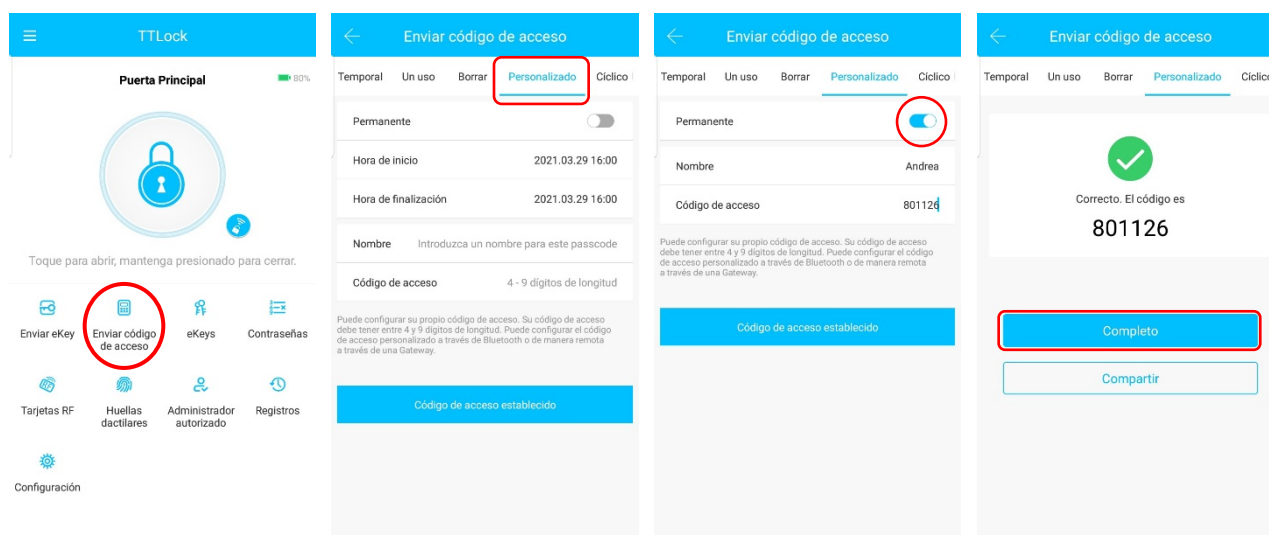 TTLock
Puerta Principal
80%
Toque para abrir, mantenga presionado para cerrar.
Enviar eKey
Enviar código
de acceso
eKeys
Contraseñas
Tarjetas RF
Huellas
dactilares
Administrador
autorizado
Registros
Configuración
Enviar código de acceso
Temporal Un uso Borrar Personalizado Cíclico
Permanente
Hora de inicio 2021.03.29 16:00
Hora de finalización 2021.03.29 16:00
Nombre Introduzca un nombre para este passcode
Código de acceso 4 - 9 dígitos de longitud
Puede configurar su propio código de acceso. Su código de acceso
debe tener entre 4 y 9 dígitos de longitud. Puede configurar el código
de acceso personalizado a través de Bluetooth o de manera remota
a través de una Gateway.
Código de acceso establecido
Enviar código de acceso
Temporal Un uso Borrar Personalizado Cíclico
Permanente
Nombre Andrea
Código de acceso 801126
Puede configurar su propio código de acceso. Su código de acceso
debe tener entre 4 y 9 dígitos de longitud. Puede configurar el código
de acceso personalizado a través de Bluetooth o de manera remota
a través de una Gateway.
Código de acceso establecido
Enviar código de acceso
Temporal Un uso Borrar Personalizado Cíclico
Correcto. El código es
801126
Completo
Compartir